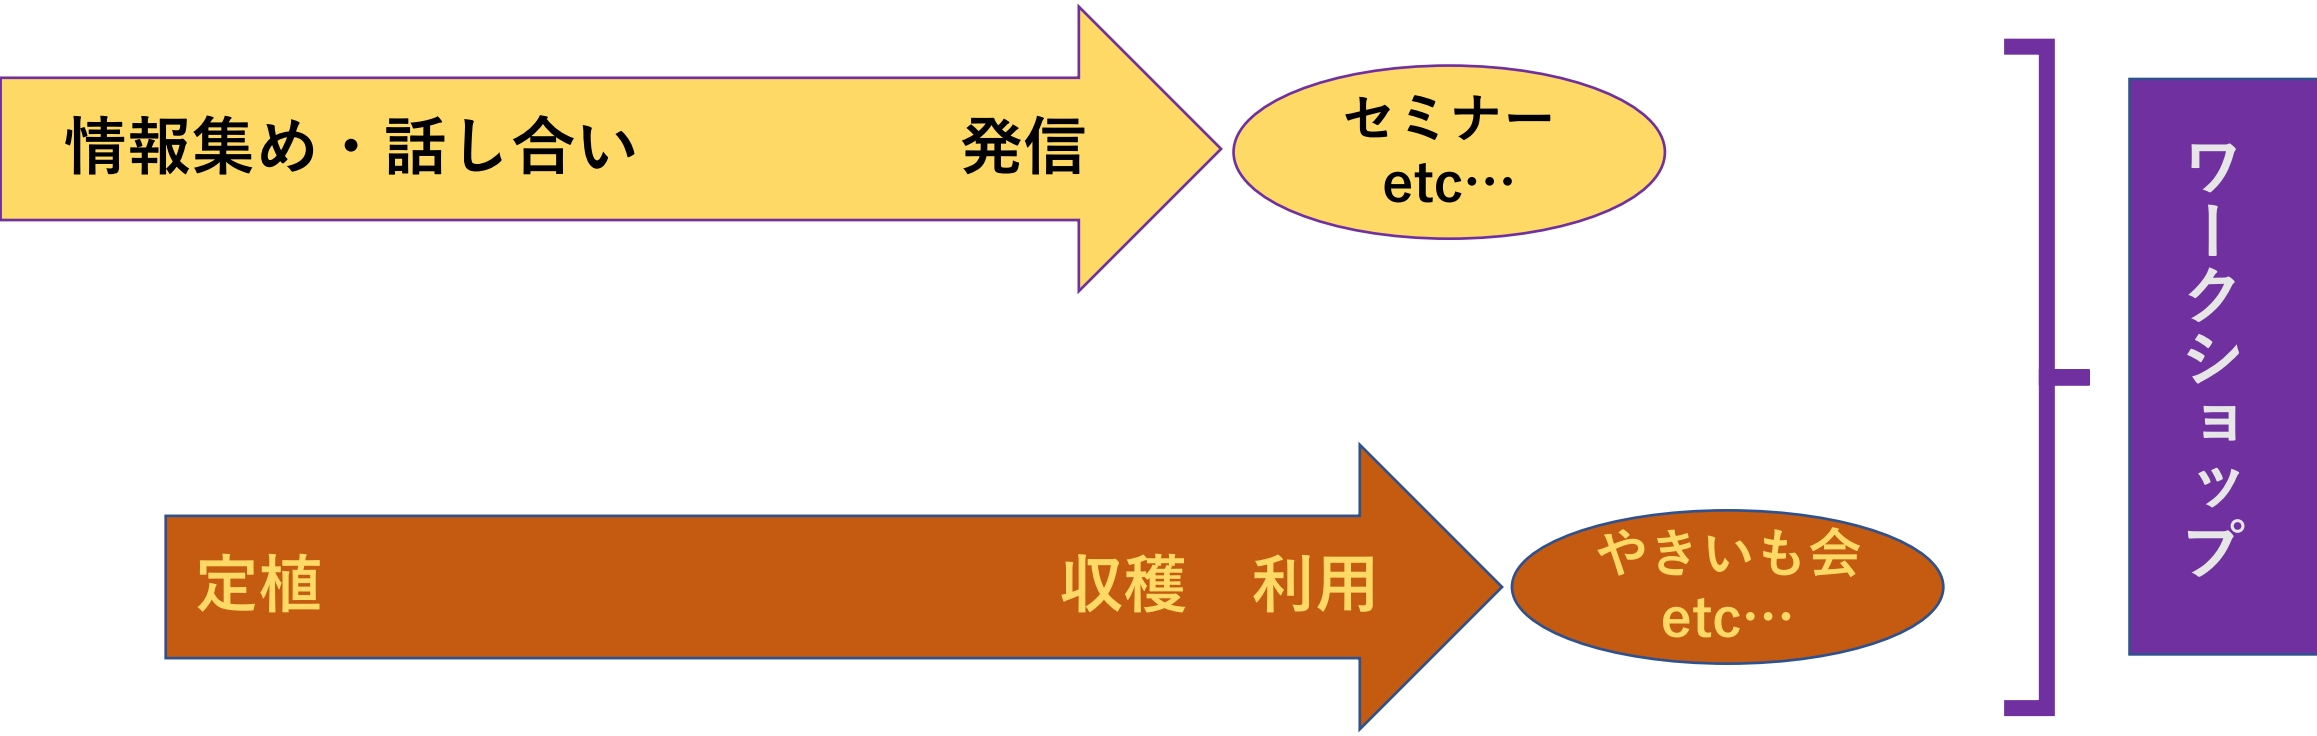 情報集め・話し合い 発信
セミナー
etc…
定植 収穫 利用
やきいも会
etc…
ワークショップ